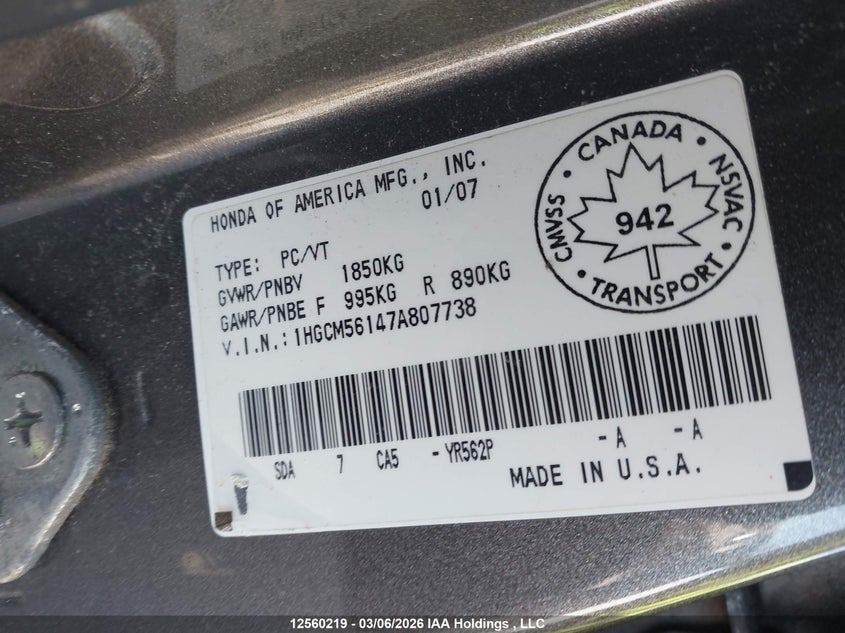 HONDA OF AMERICA MFG., INC.
01/07
TYPE: PC/VT
GVWR/PNBV 1850KG
GAWR/PNBE F 995KG R 890KG
V.I.N.:1HGCM56147A807738
SDA 7 CA5 -YR562P -A -A
MADE IN U.S.A.
CANADA
CMVSS
942
NSVAC
TRANSPORT
12560219 - 03/06/2026 IAA Holdings , LLC